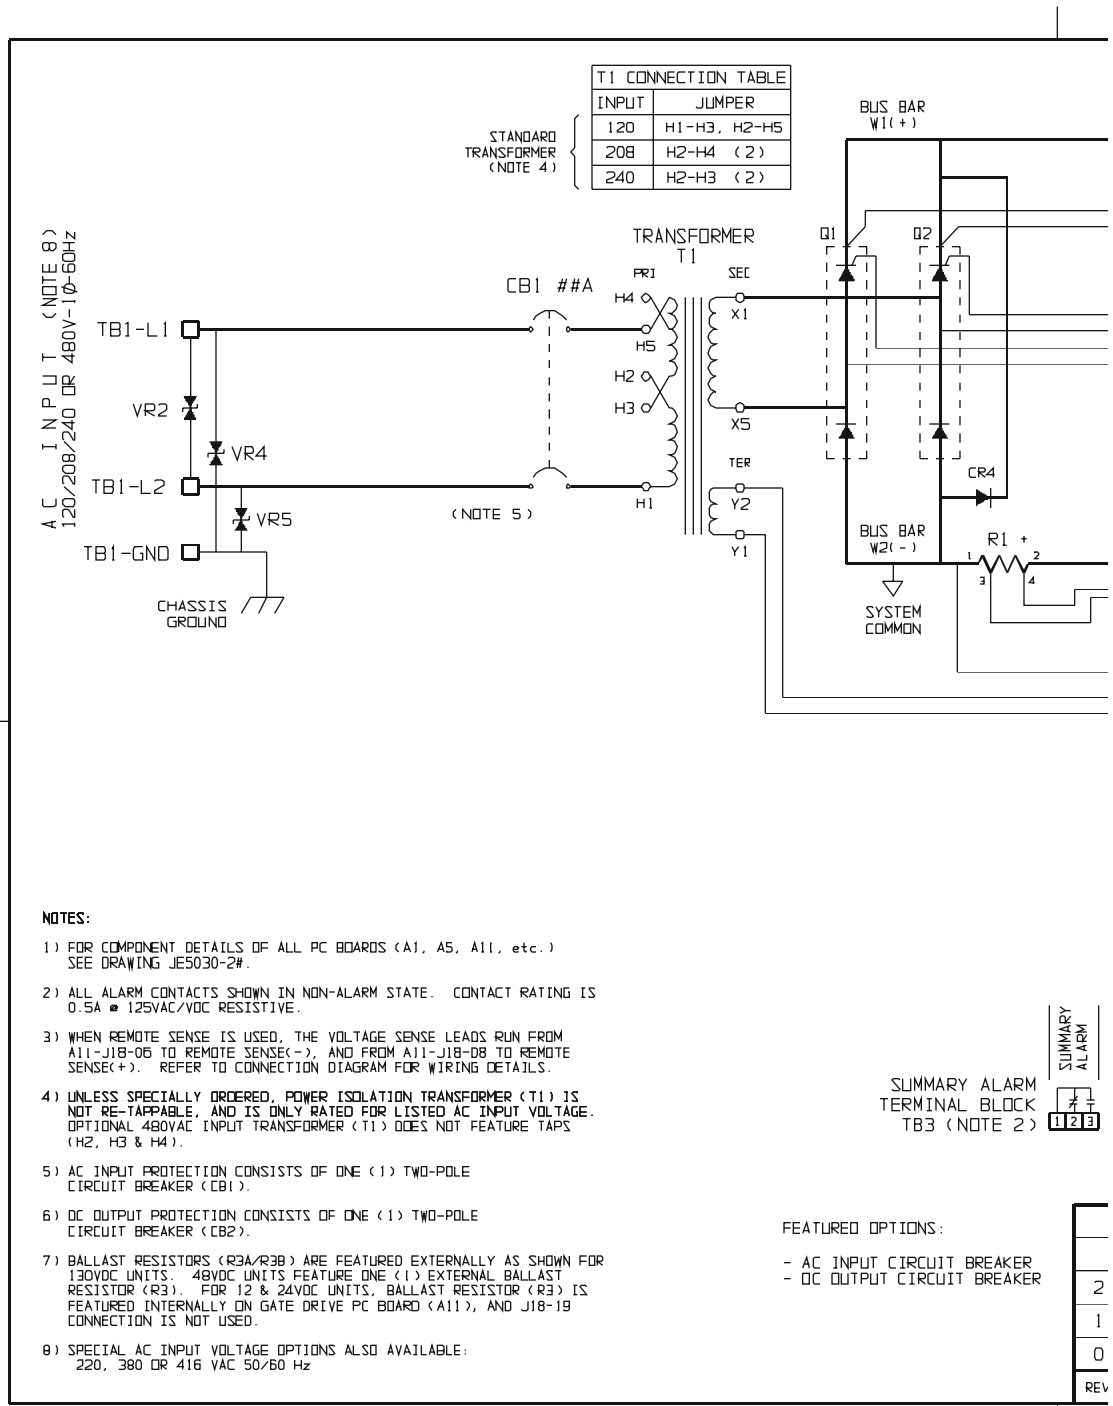 T1 CONNECTION TABLE
INPUT JUMPER
120 H1-H3, H2-H5
208 H2-H4 (2)
240 H2-H3 (2)
STANDARD
TRANSFORMER
(NOTE 4)
BUS BAR
W1(+)
AC INPUT (NOTE 8)
120/208/240 OR 480V-1Ø-60Hz
TRANSFORMER
T1
PRI SEC
Q1 Q2
CB1 ##A
H4
X1
TB1-L1
H5
H2
VR2
H3
X5
VR4
TER
CR4
TB1-L2
H1
Y2
(NOTE 5)
VR5
BUS BAR
W2(-)
R1 +
1 2
3 4
TB1-GND
Y1
CHASSIS
GROUND
SYSTEM
COMMON
NOTES:
1) FOR COMPONENT DETAILS OF ALL PC BOARDS (A1, A5, A11, etc.)
SEE DRAWING JE5030-2#.
2) ALL ALARM CONTACTS SHOWN IN NON-ALARM STATE. CONTACT RATING IS
0.5A @ 125VAC/VDC RESISTIVE.
3) WHEN REMOTE SENSE IS USED, THE VOLTAGE SENSE LEADS RUN FROM
A11-J18-06 TO REMOTE SENSE(-), AND FROM A11-J18-08 TO REMOTE
SENSE(+). REFER TO CONNECTION DIAGRAM FOR WIRING DETAILS.
4) UNLESS SPECIALLY ORDERED, POWER ISOLATION TRANSFORMER (T1) IS
NOT RE-TAPPABLE, AND IS ONLY RATED FOR LISTED AC INPUT VOLTAGE.
OPTIONAL 480VAC INPUT TRANSFORMER (T1) DOES NOT FEATURE TAPS
(H2, H3 & H4).
5) AC INPUT PROTECTION CONSISTS OF ONE (1) TWO-POLE
CIRCUIT BREAKER (CB1).
6) DC OUTPUT PROTECTION CONSISTS OF ONE (1) TWO-POLE
CIRCUIT BREAKER (CB2).
7) BALLAST RESISTORS (R3A/R3B) ARE FEATURED EXTERNALLY AS SHOWN FOR
130VDC UNITS. 48VDC UNITS FEATURE ONE (1) EXTERNAL BALLAST
RESISTOR (R3). FOR 12 & 24VDC UNITS, BALLAST RESISTOR (R3) IS
FEATURED INTERNALLY ON GATE DRIVE PC BOARD (A11), AND J18-19
CONNECTION IS NOT USED.
8) SPECIAL AC INPUT VOLTAGE OPTIONS ALSO AVAILABLE:
220, 380 OR 416 VAC 50/60 Hz
SUMMARY
ALARM
SUMMARY ALARM
TERMINAL BLOCK
TB3 (NOTE 2)
1 2 3
FEATURED OPTIONS:
- AC INPUT CIRCUIT BREAKER
- DC OUTPUT CIRCUIT BREAKER
2
1
0
REV